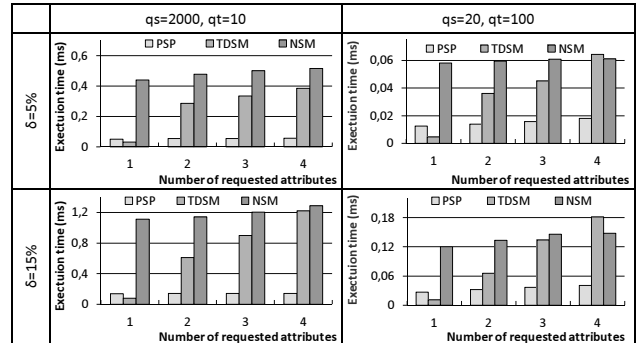 qs=2000, qt=10
qs=20, qt=100
δ=5%
Exectuion time (ms)
PSP TDSM NSM
0,6
0,4
0,2
0
1 2 3 4
Number of requested attributes
Exectuion time (ms)
PSP TDSM NSM
0,06
0,04
0,02
0
1 2 3 4
Number of requested attributes
δ=15%
Exectuion time (ms)
PSP TDSM NSM
1,2
0,8
0,4
0
1 2 3 4
Number of requested attributes
Exectuion time (ms)
PSP TDSM NSM
0,18
0,12
0,06
0
1 2 3 4
Number of requested attributes